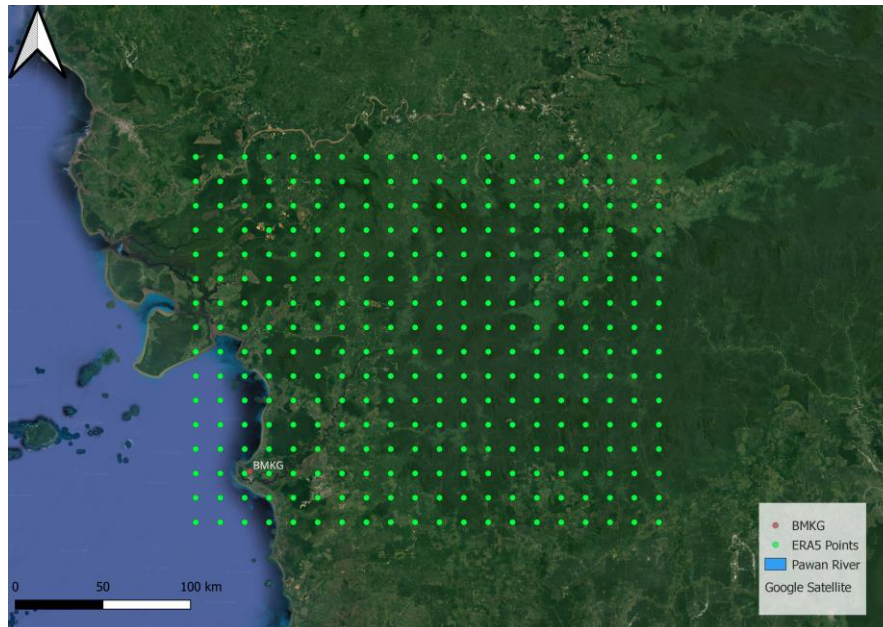 BMKG
0 50 100 km
BMKG
ERA5 Points
Pawan River
Google Satellite